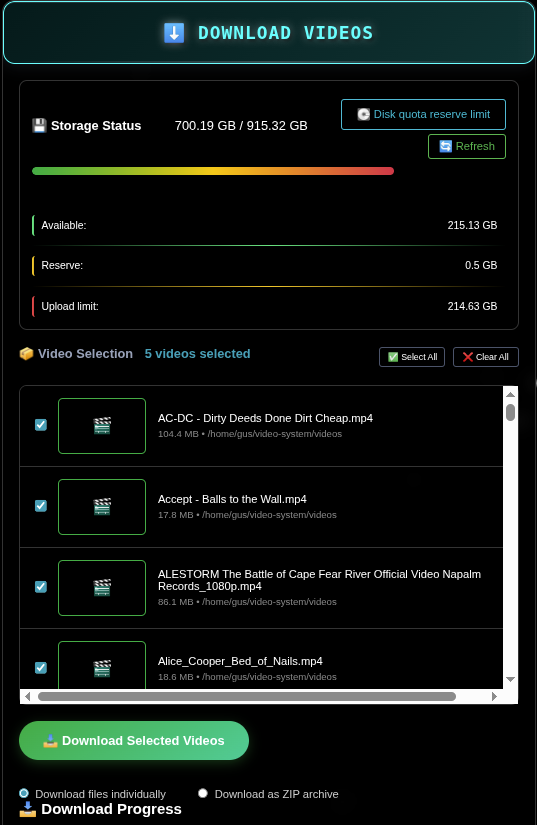 DOWNLOAD VIDEOS
Storage Status
700.19 GB / 915.32 GB
Disk quota reserve limit
Refresh
Available:
215.13 GB
Reserve:
0.5 GB
Upload limit:
214.63 GB
Video Selection
5 videos selected
Select All
Clear All
AC-DC - Dirty Deeds Done Dirt Cheap.mp4
104.4 MB • /home/gus/video-system/videos
Accept - Balls to the Wall.mp4
17.8 MB • /home/gus/video-system/videos
ALESTORM The Battle of Cape Fear River Official Video Napalm
Records_1080p.mp4
86.1 MB • /home/gus/video-system/videos
Alice_Cooper_Bed_of_Nails.mp4
18.6 MB • /home/gus/video-system/videos
Download Selected Videos
Download files individually
Download as ZIP archive
Download Progress